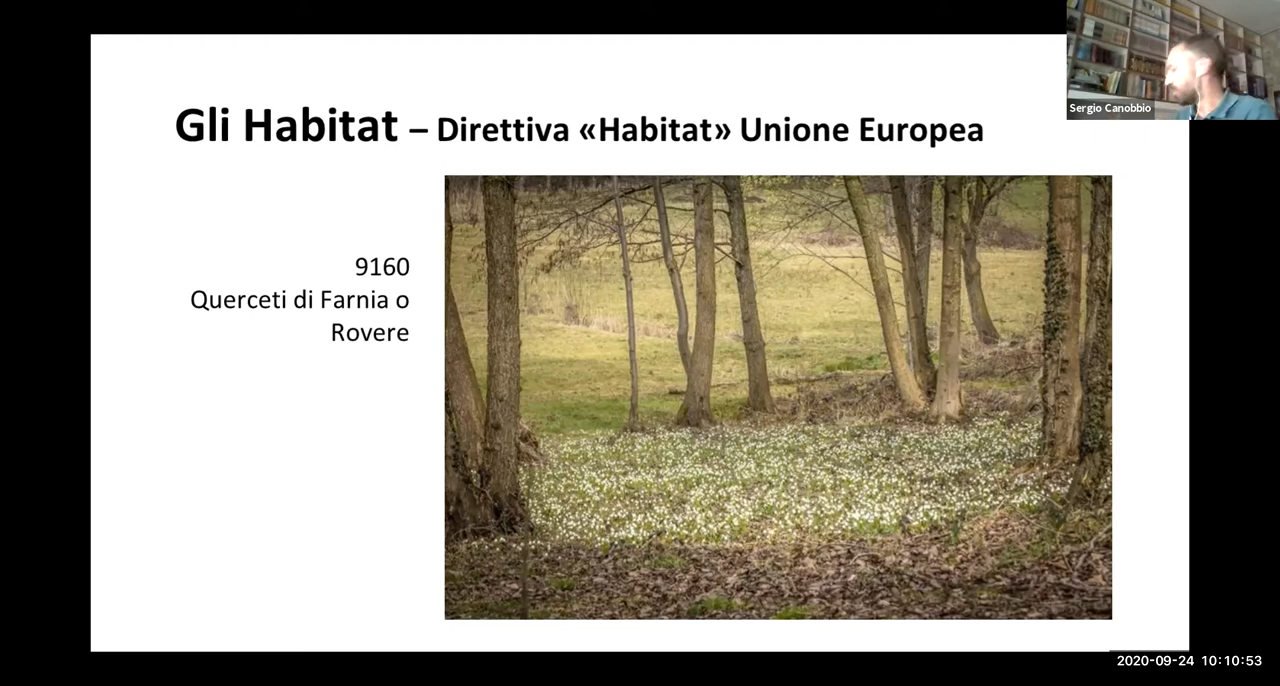 Sergio Canobbio
Gli Habitat – Direttiva «Habitat» Unione Europea
9160
Querceti di Farnia o
Rovere
2020-09-24 10:10:53